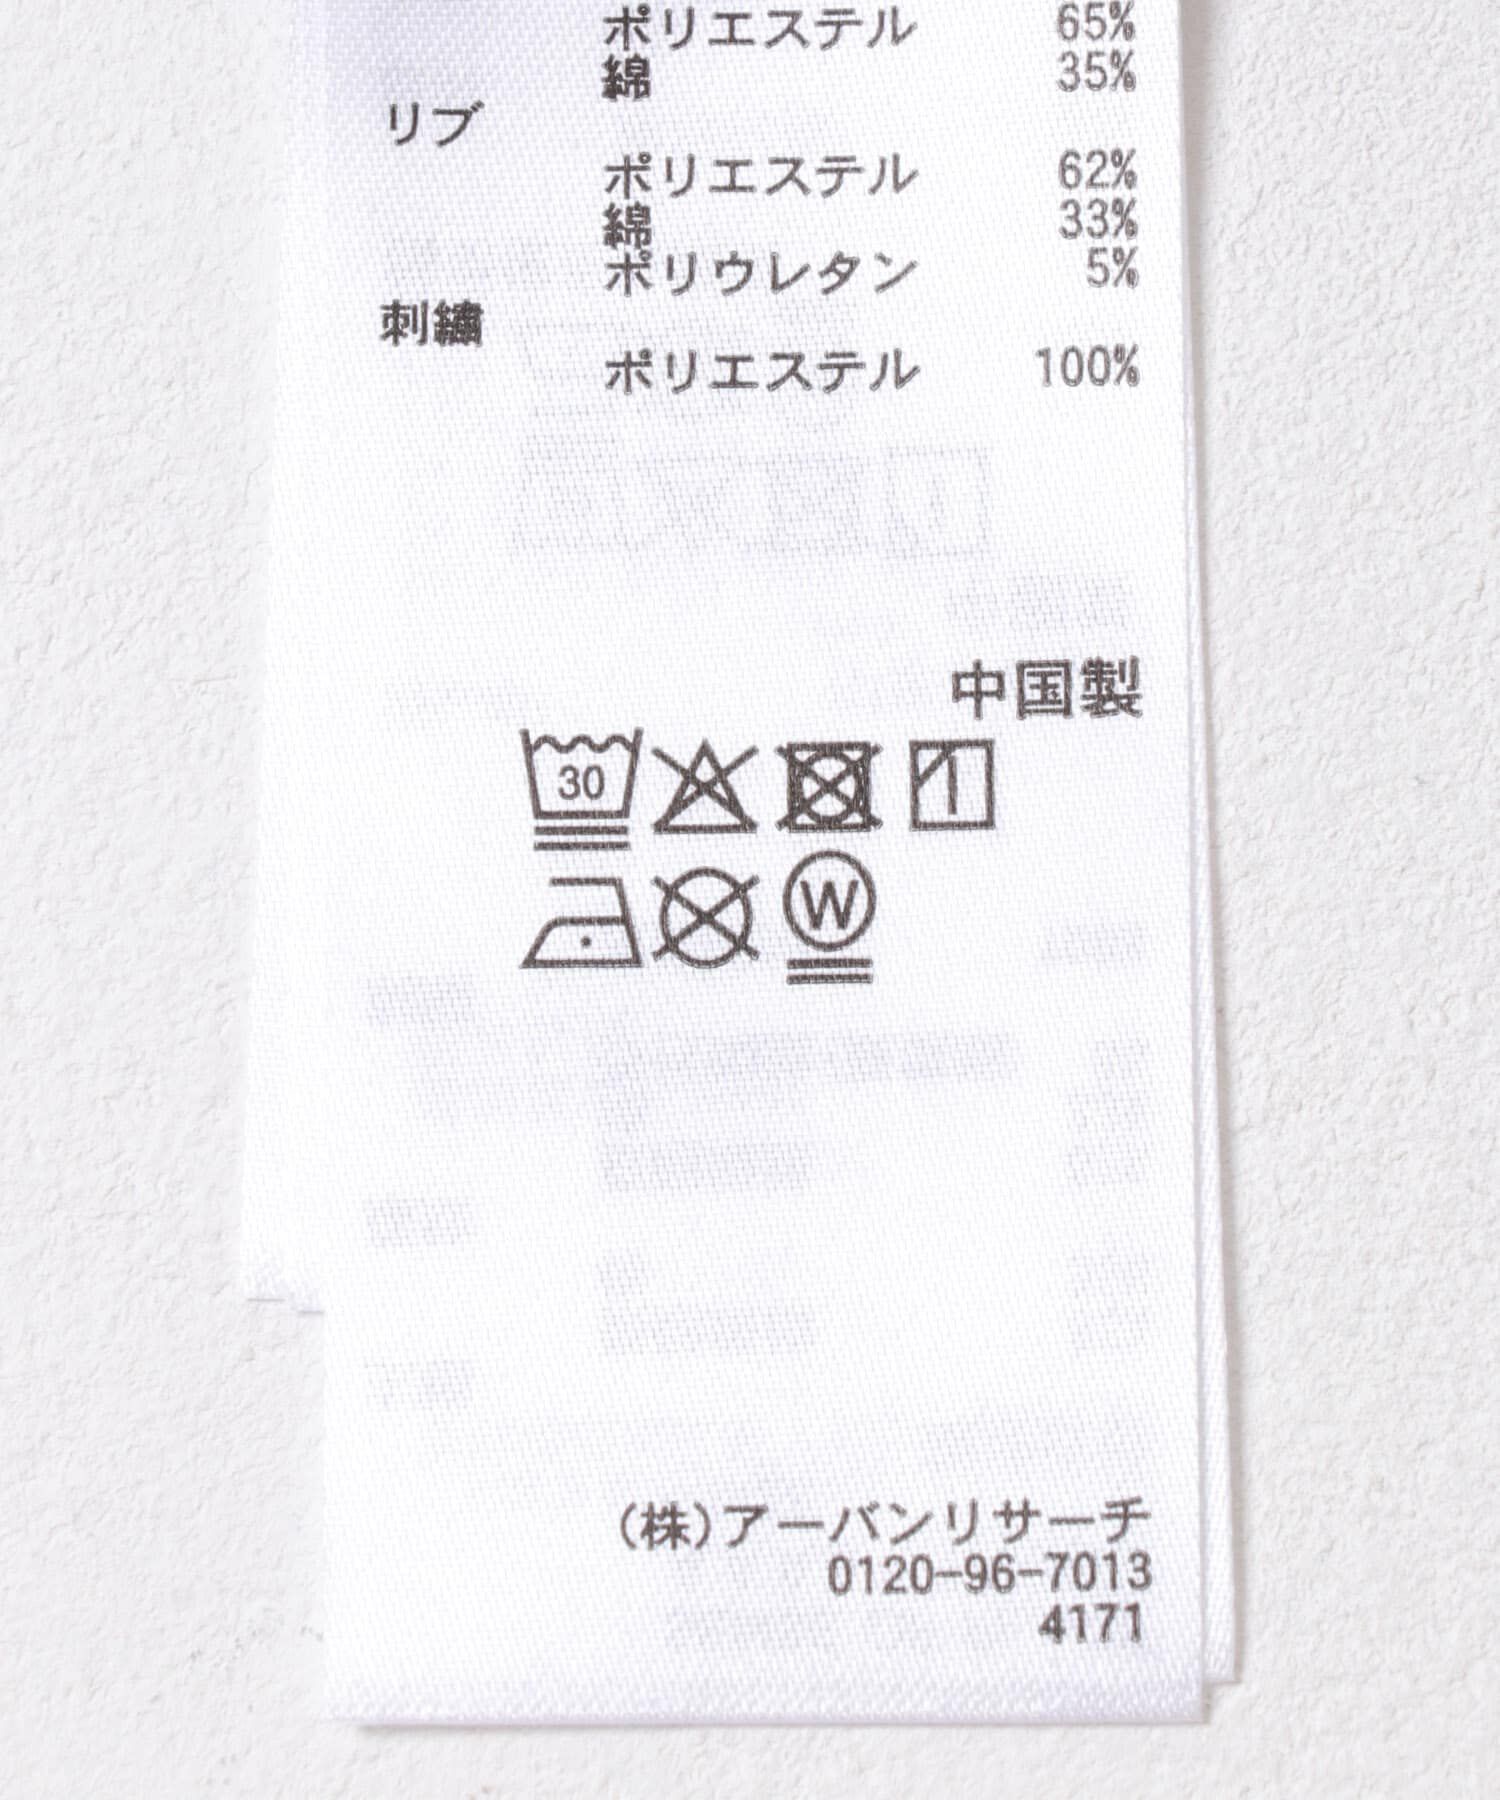 ポリエステル 65%
綿 35%
リブ
ポリエステル 62%
綿 33%
ポリウレタン 5%
刺繍
ポリエステル 100%
中国製
30
W
(株)アーバンリサーチ
0120-96-7013
4171